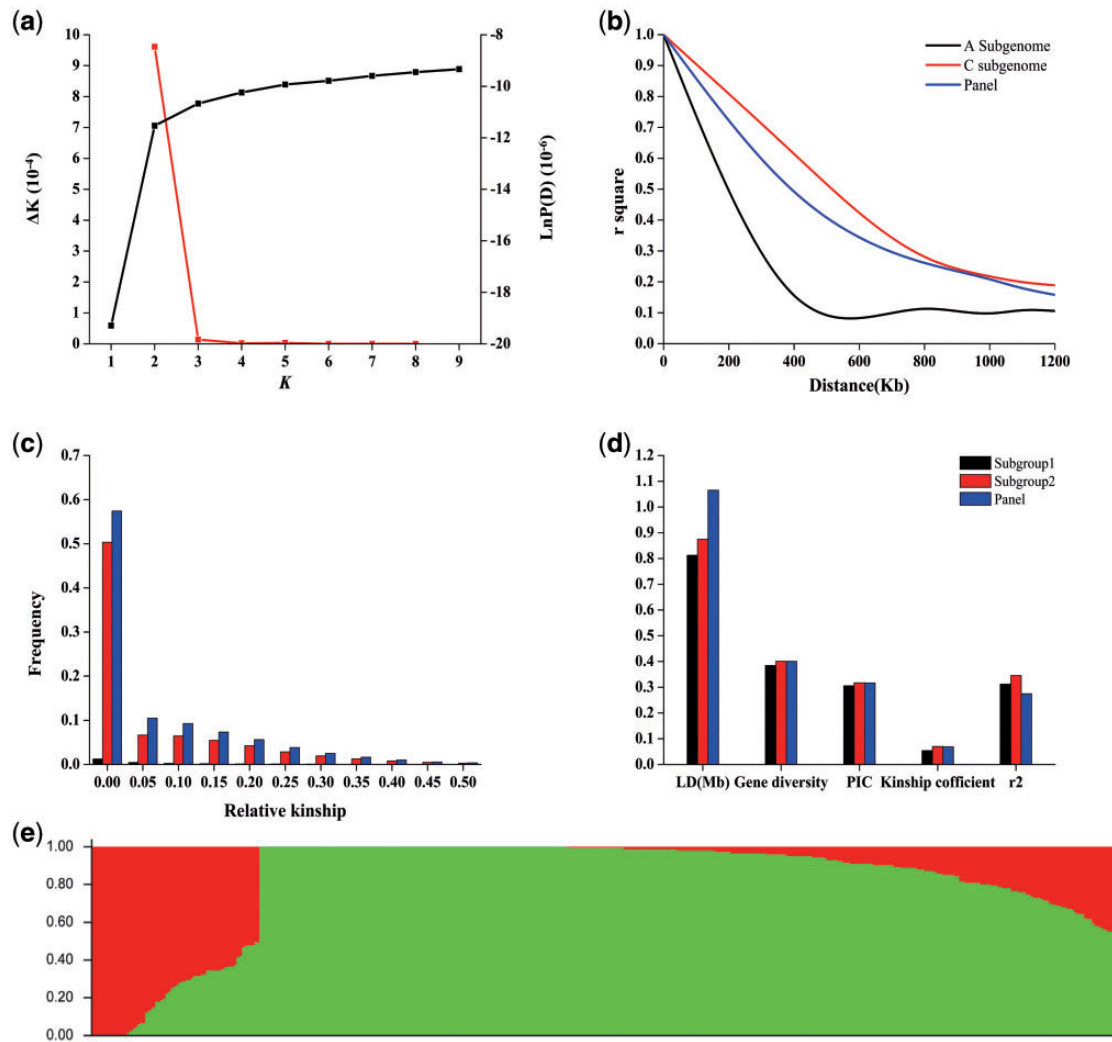 (a)
10
9
8
7
6
5
4
3
2
1
0
ΔK (10⁻⁴)
-8
-10
-12
-14
-16
-18
-20
LnP(D) (10⁻⁶)
1 2 3 4 5 6 7 8 9
K
(b)
1.0
0.9
0.8
0.7
0.6
0.5
0.4
0.3
0.2
0.1
0.0
r square
A Subgenome
C subgenome
Panel
0 200 400 600 800 1000 1200
Distance(Kb)
(c)
0.7
0.6
0.5
0.4
0.3
0.2
0.1
0.0
Frequency
0.00 0.05 0.10 0.15 0.20 0.25 0.30 0.35 0.40 0.45 0.50
Relative kinship
(d)
1.2
1.1
1.0
0.9
0.8
0.7
0.6
0.5
0.4
0.3
0.2
0.1
0.0
Subgroup1
Subgroup2
Panel
LD(Mb) Gene diversity PIC Kinship cofficient r2
(e)
1.00
0.80
0.60
0.40
0.20
0.00